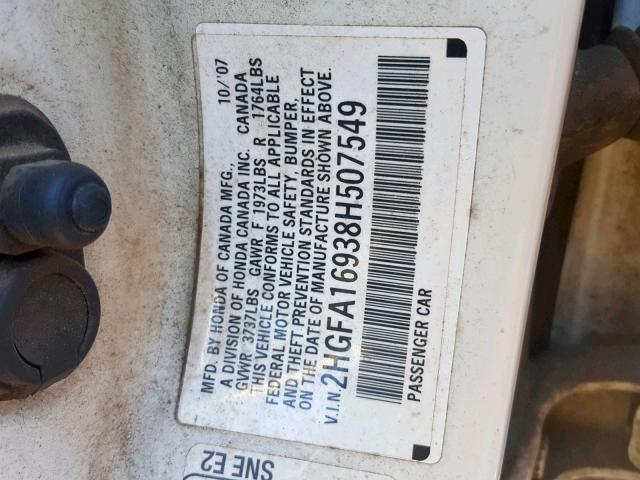 MFD. BY HONDA OF CANADA MFG., 10/'07
A DIVISION OF HONDA CANADA INC. CANADA
GVWR 3737LBS GAWR F 1973LBS R 1764LBS
THIS VEHICLE CONFORMS TO ALL APPLICABLE
FEDERAL MOTOR VEHICLE SAFETY, BUMPER,
AND THEFT PREVENTION STANDARDS IN EFFECT
ON THE DATE OF MANUFACTURE SHOWN ABOVE.
V.I.N. 2HGFA16938H507549
PASSENGER CAR
SNE E2